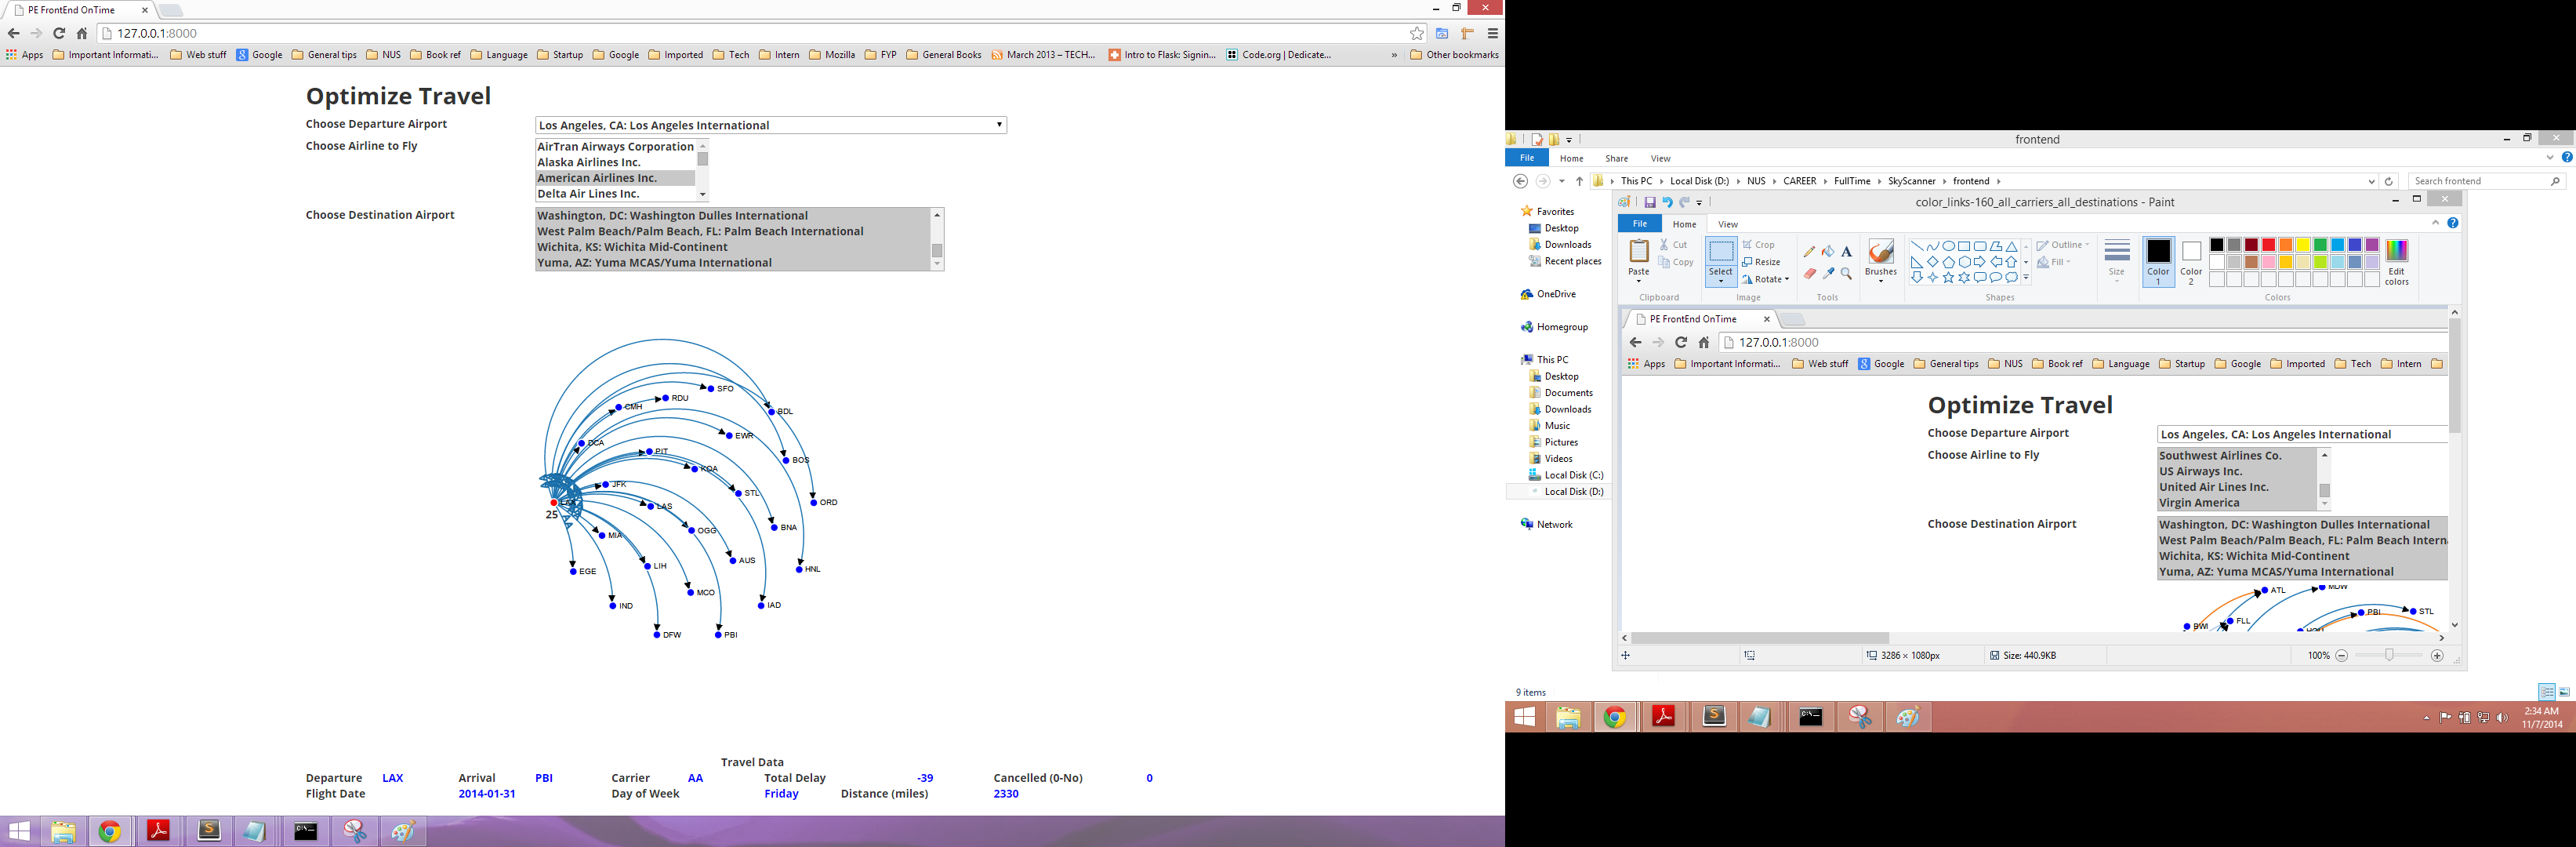 PE FrontEnd OnTime
127.0.0.1:8000
Apps Important Informati... Web stuff Google General tips NUS Book ref Language Startup Google Imported Tech Intern Mozilla FYP General Books March 2013 – TECH... Intro to Flask: Signin... Code.org | Dedicate... » Other bookmarks
Optimize Travel
Choose Departure Airport Los Angeles, CA: Los Angeles International
Choose Airline to Fly AirTran Airways Corporation
Alaska Airlines Inc.
American Airlines Inc.
Delta Air Lines Inc.
Choose Destination Airport Washington, DC: Washington Dulles International
West Palm Beach/Palm Beach, FL: Palm Beach International
Wichita, KS: Wichita Mid-Continent
Yuma, AZ: Yuma MCAS/Yuma International
SFO
RDU
CMH
BDL
EWR
DCA
PIT
BOS
KOA
JFK
STL
ORD
LAS
25
BNA
OGG
MIA
AUS
LIH
HNL
EGE
MCO
IND
IAD
DFW
PBI
Travel Data
Departure LAX Arrival PBI Carrier AA Total Delay -39 Cancelled (0-No) 0
Flight Date 2014-01-31 Day of Week Friday Distance (miles) 2330
frontend
File Home Share View
This PC Local Disk (D:) NUS CAREER FullTime SkyScanner frontend Search frontend
Favorites
Desktop
Downloads
Recent places
OneDrive
Homegroup
This PC
Desktop
Documents
Downloads
Music
Pictures
Videos
Local Disk (C:)
Local Disk (D:)
Network
9 items
color_links-160_all_carriers_all_destinations - Paint
File Home View
Paste Cut Copy Select Crop Resize Rotate Brushes Outline Fill Size Color 1 Color 2 Edit colors
Clipboard Image Tools Shapes Colors
PE FrontEnd OnTime
127.0.0.1:8000
Apps Important Informati... Web stuff Google General tips NUS Book ref Language Startup Google Imported Tech Intern
Optimize Travel
Choose Departure Airport Los Angeles, CA: Los Angeles International
Choose Airline to Fly Southwest Airlines Co.
US Airways Inc.
United Air Lines Inc.
Virgin America
Choose Destination Airport Washington, DC: Washington Dulles International
West Palm Beach/Palm Beach, FL: Palm Beach Intern
Wichita, KS: Wichita Mid-Continent
Yuma, AZ: Yuma MCAS/Yuma International
ATL
MDW
PBI
STL
FLL
BWI
3286 × 1080px Size: 440.9KB 100%
2:34 AM
11/7/2014